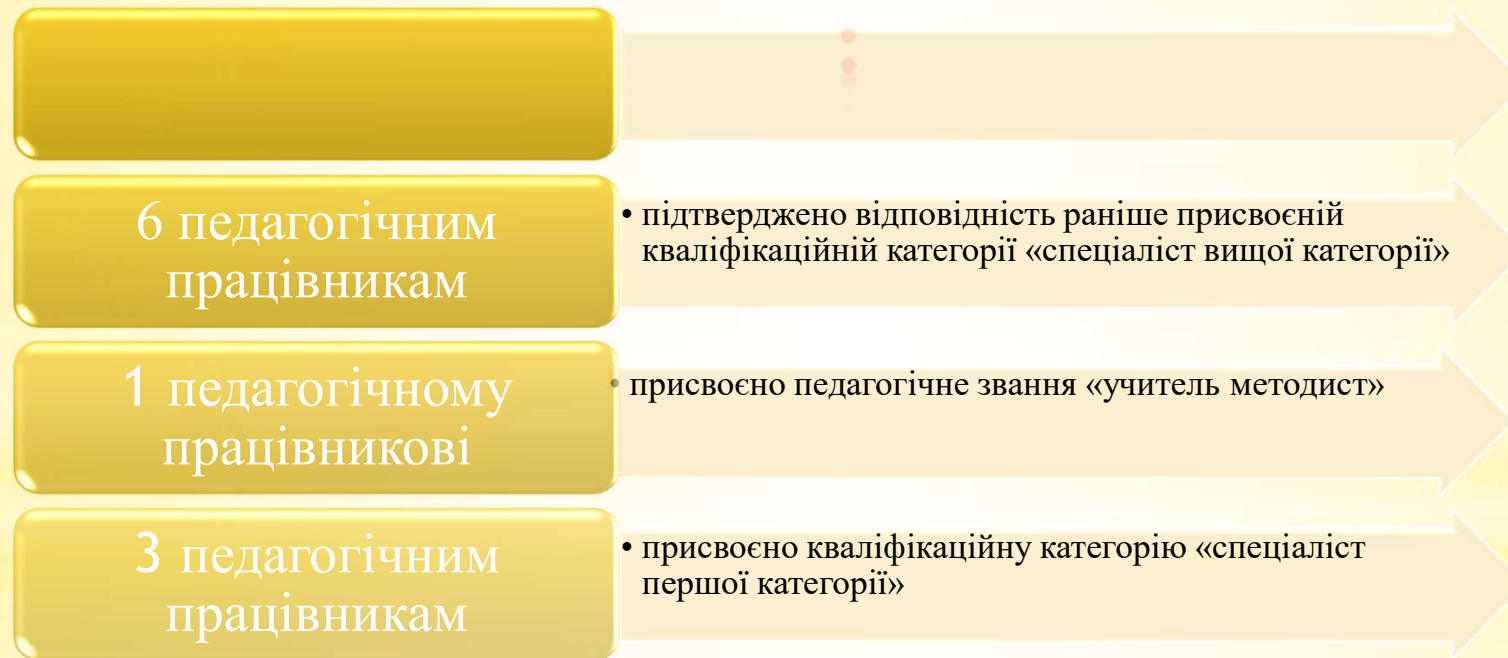 6 педагогічним
працівникам
• підтверджено відповідність раніше присвоєній
кваліфікаційній категорії «спеціаліст вищої категорії»
1 педагогічному
працівникові
• присвоєно педагогічне звання «учитель методист»
3 педагогічним
працівникам
• присвоєно кваліфікаційну категорію «спеціаліст
першої категорії»